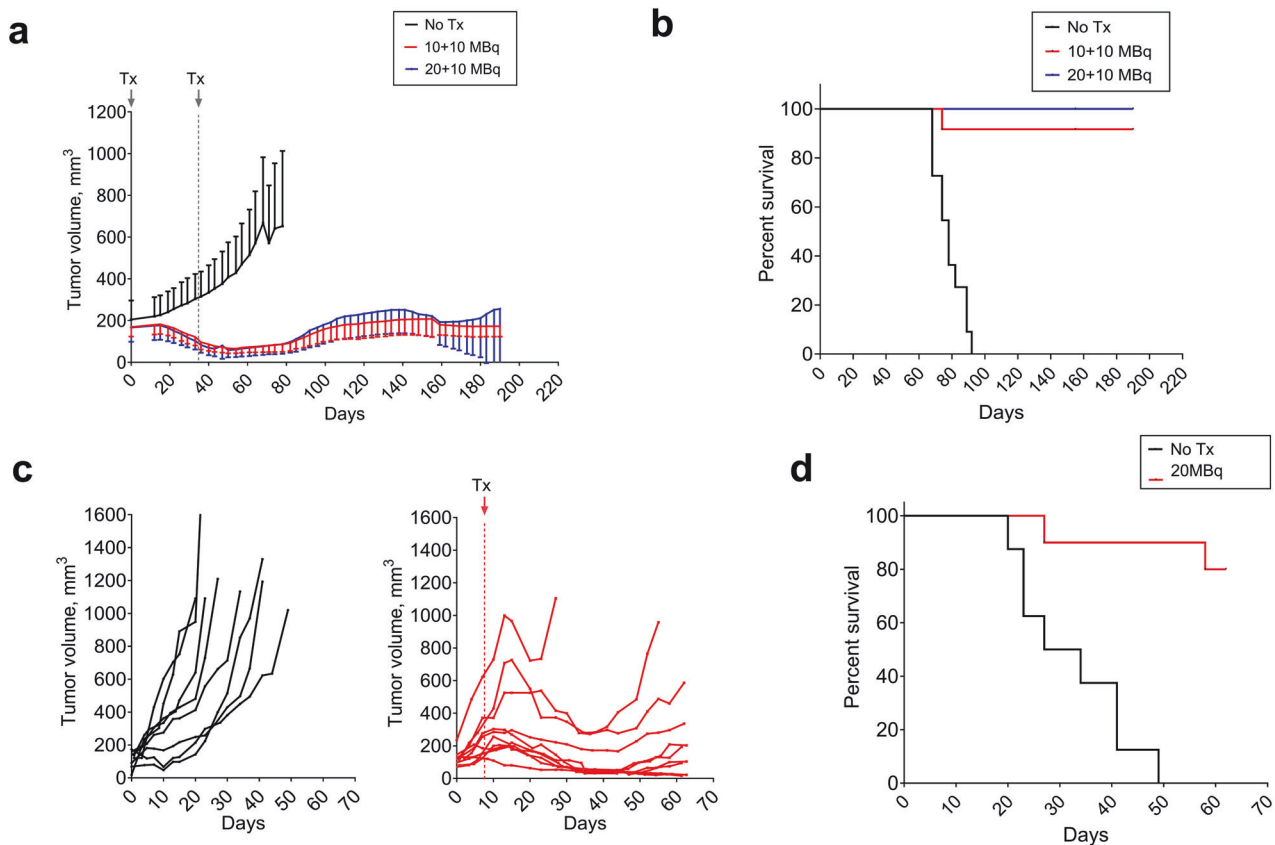 a
No Tx
10+10 MBq
20+10 MBq
Tx
Tx
Tumor volume, mm³
1200
1000
800
600
400
200
0
0 20 40 60 80 100 120 140 160 180 200 220
Days
b
No Tx
10+10 MBq
20+10 MBq
Percent survival
100
80
60
40
20
0
0 20 40 60 80 100 120 140 160 180 200 220
Days
c
Tumor volume, mm³
1600
1400
1200
1000
800
600
400
200
0
0 10 20 30 40 50 60 70
Days
Tx
Tumor volume, mm³
1600
1400
1200
1000
800
600
400
200
0
0 10 20 30 40 50 60 70
Days
d
No Tx
20MBq
Percent survival
100
80
60
40
20
0
0 10 20 30 40 50 60 70
Days